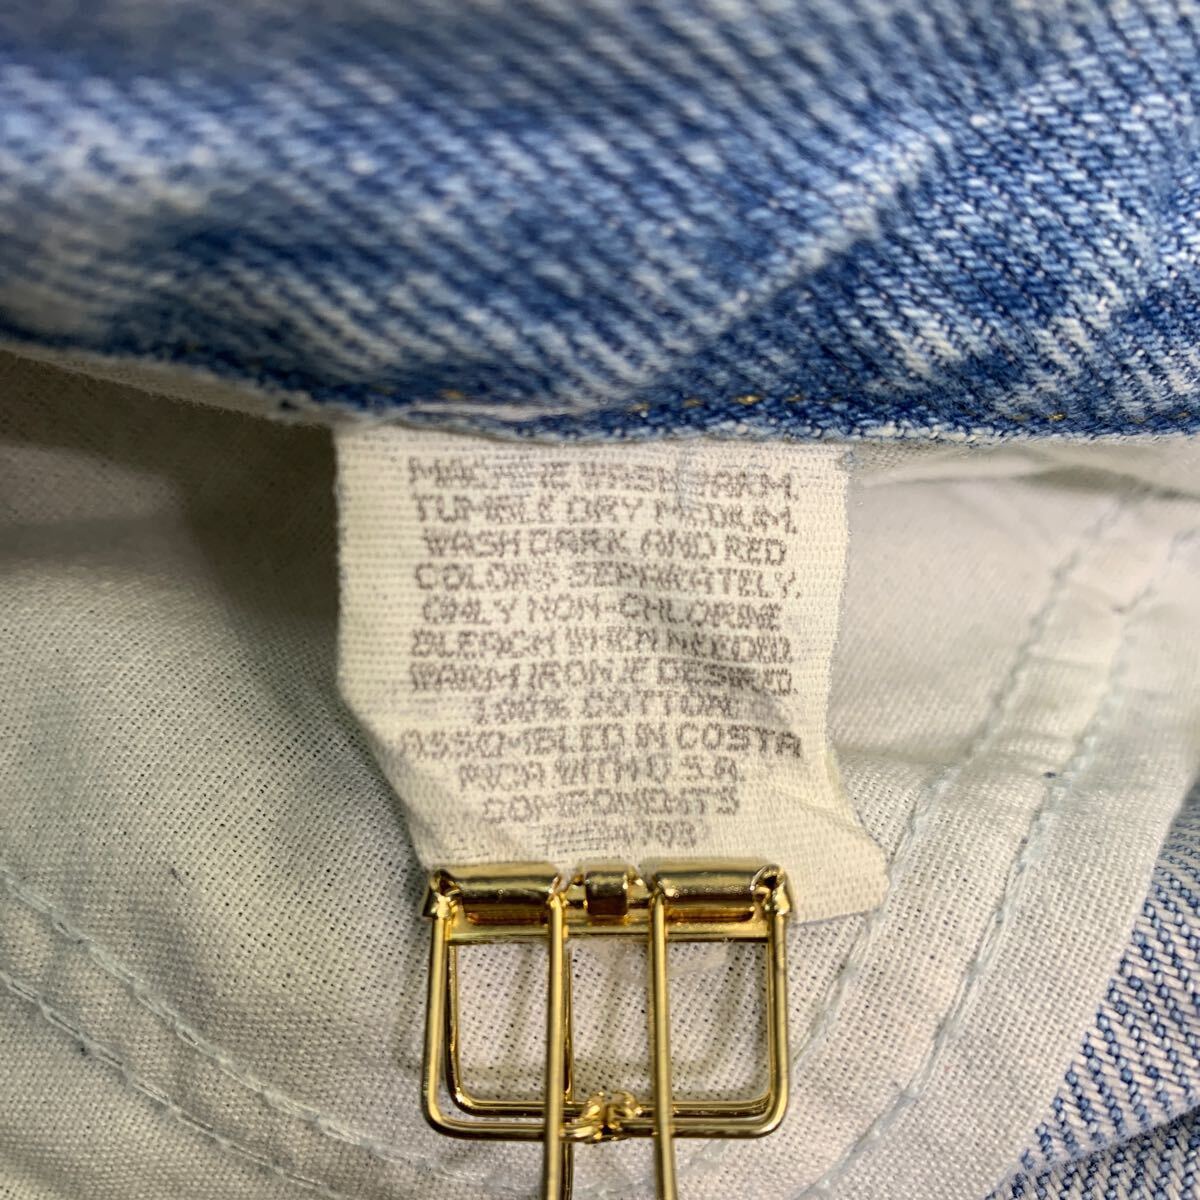 MACHINE WASH WARM.
TUMBLE DRY MEDIUM.
WASH DARK AND RED
COLORS SEPARATELY.
ONLY NON-CHLORINE
BLEACH WHEN NEEDED.
WARM IRON IF DESIRED.
100% COTTON
ASSEMBLED IN COSTA
RICA WITH U.S.A.
COMPONENTS